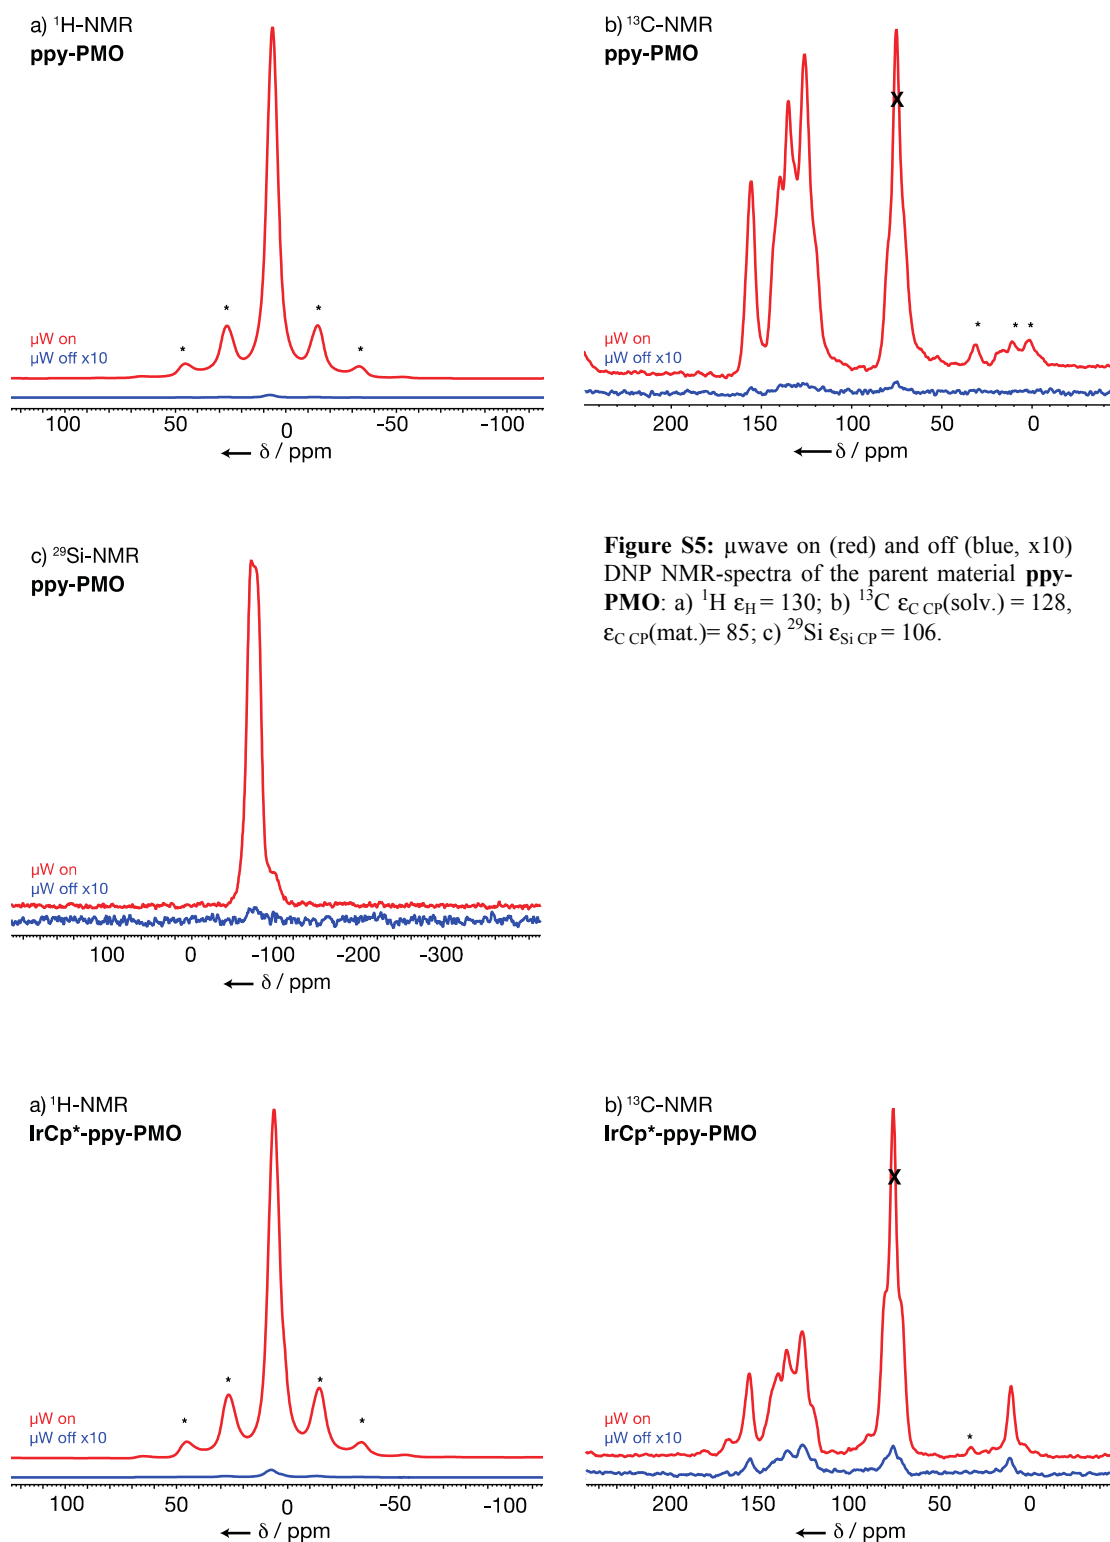 a) ¹H-NMR
ppy-PMO
* * * *
µW on
µW off x10
100 50 0 -50 -100
← δ / ppm
b) ¹³C-NMR
ppy-PMO
X
* * *
µW on
µW off x10
200 150 100 50 0
← δ / ppm
c) ²⁹Si-NMR
ppy-PMO
µW on
µW off x10
100 0 -100 -200 -300
← δ / ppm
Figure S5: µwave on (red) and off (blue, x10)
DNP NMR-spectra of the parent material ppy-
PMO: a) ¹H εH = 130; b) ¹³C εC CP(solv.) = 128,
εC CP(mat.)= 85; c) ²⁹Si εSi CP = 106.
a) ¹H-NMR
IrCp*-ppy-PMO
* * * *
µW on
µW off x10
100 50 0 -50 -100
← δ / ppm
b) ¹³C-NMR
IrCp*-ppy-PMO
X
*
µW on
µW off x10
200 150 100 50 0
← δ / ppm